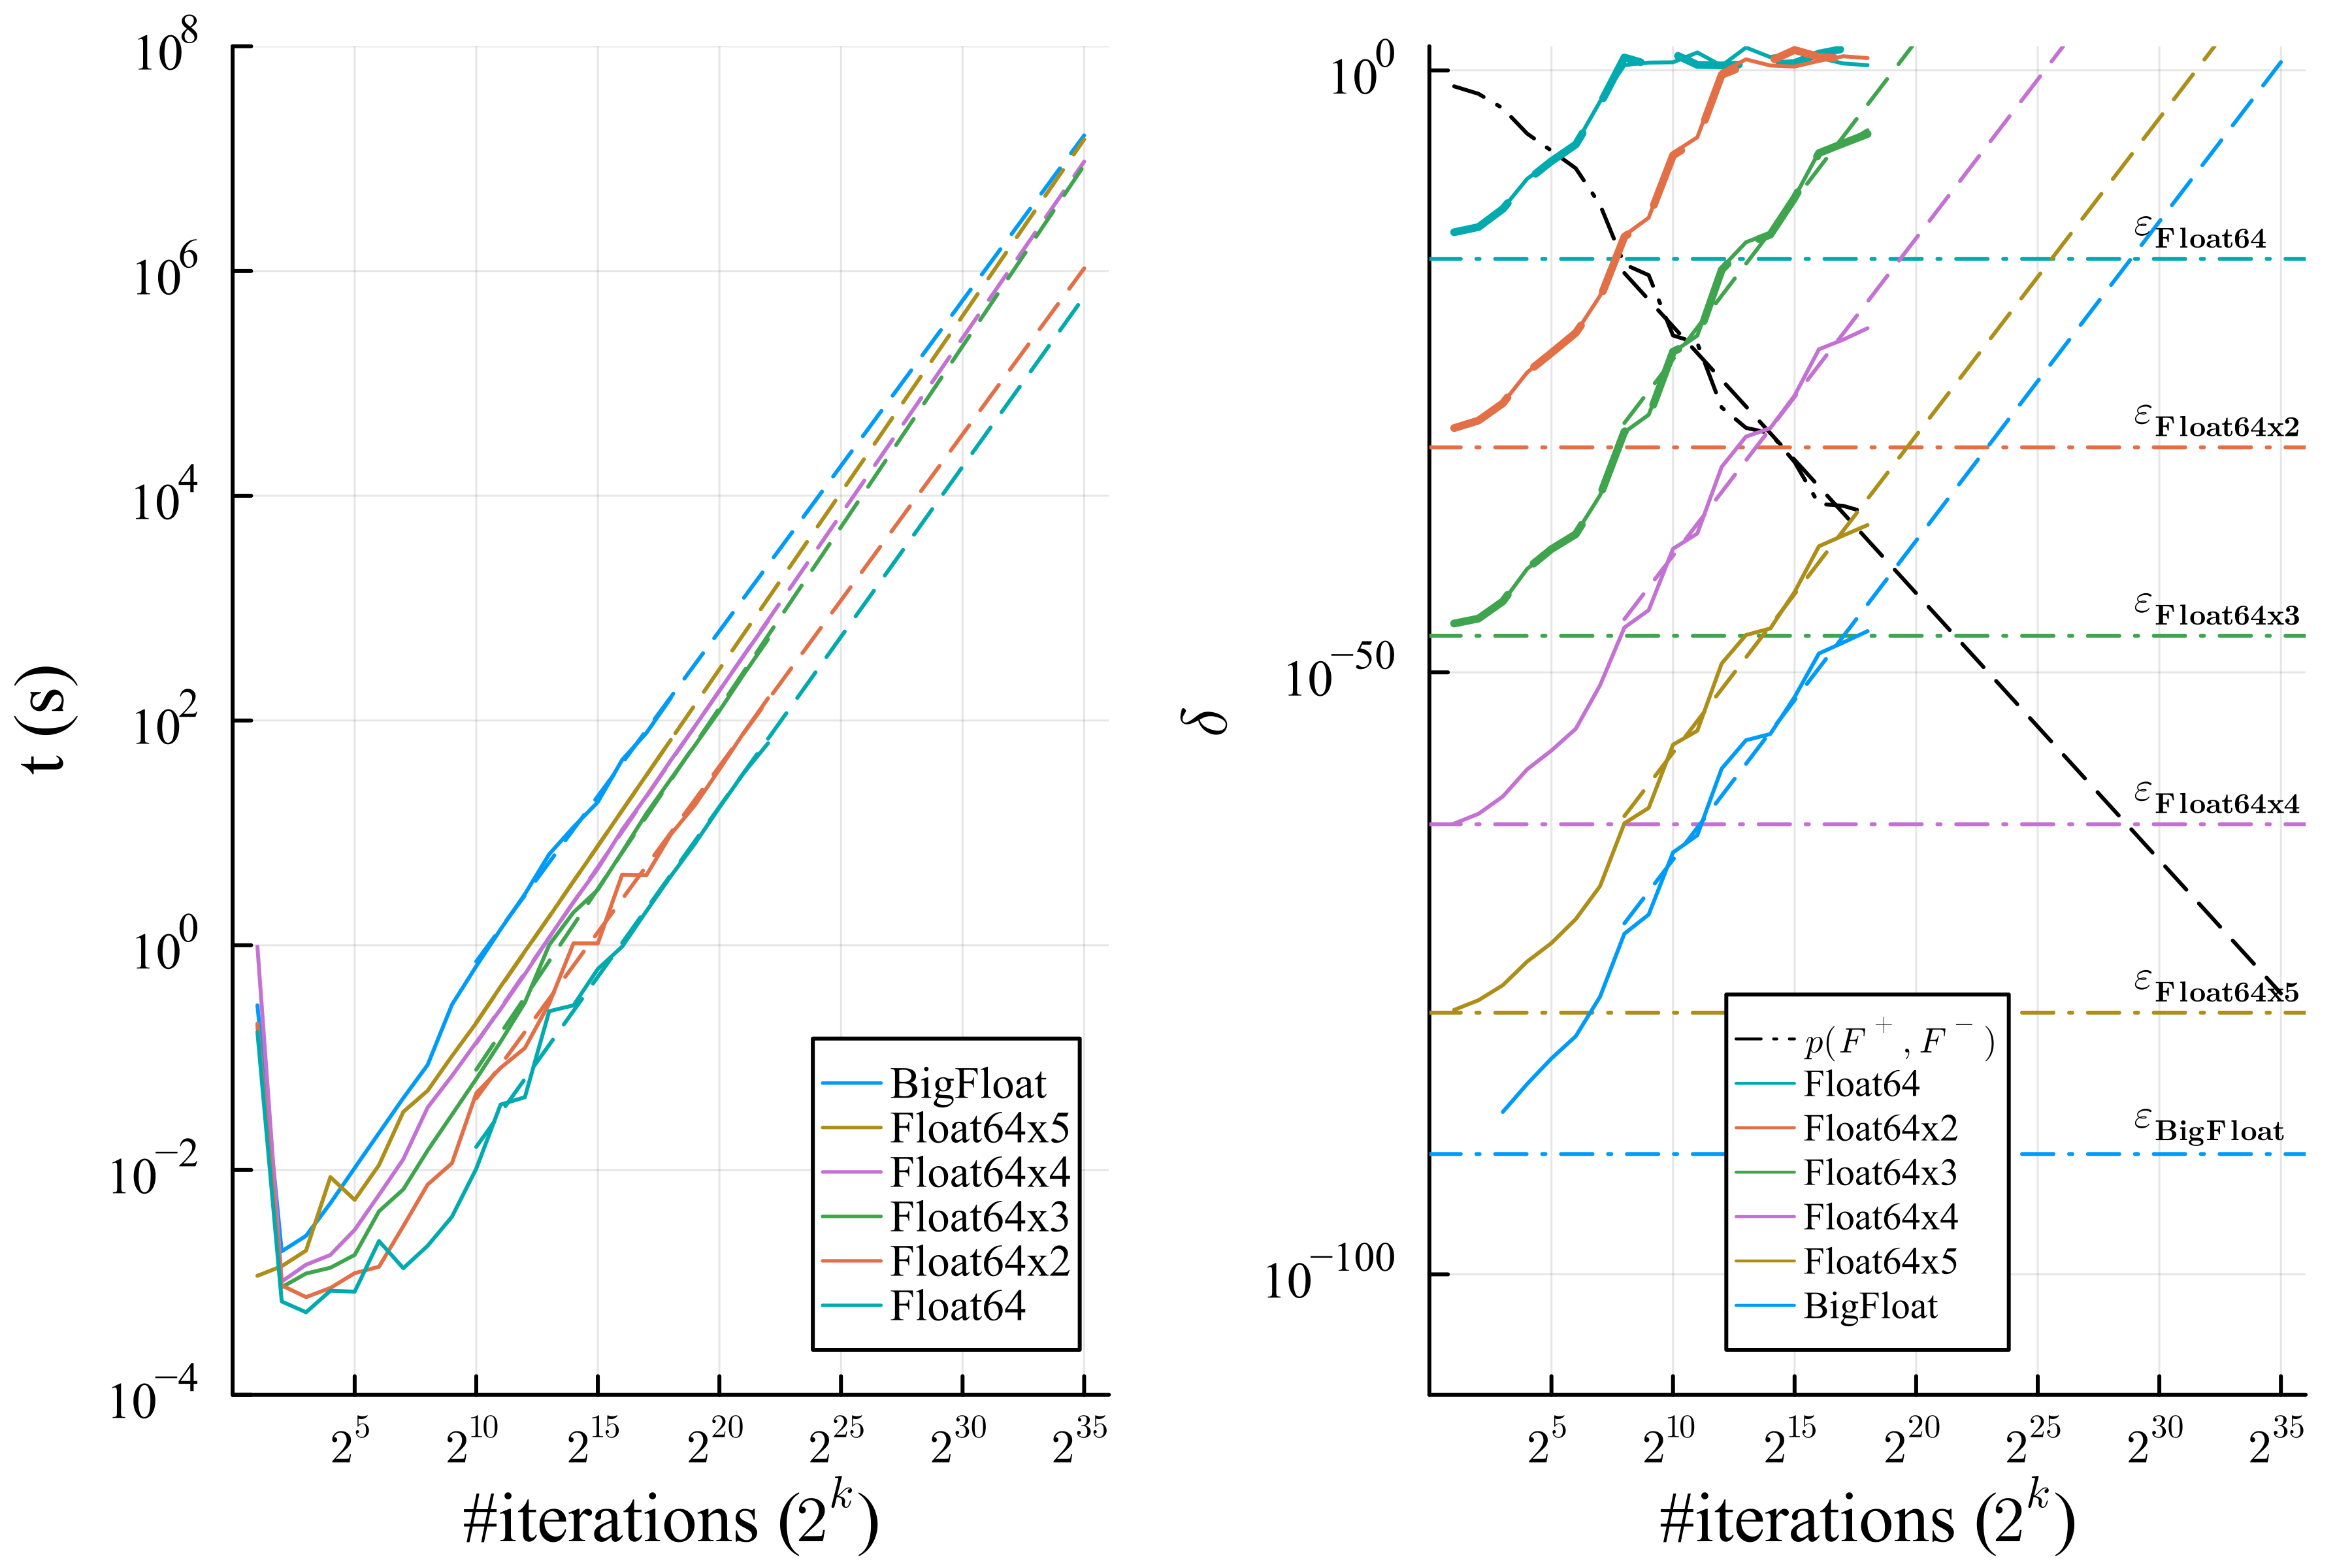 t (s)
10^8
10^6
10^4
10^2
10^0
10^−2
10^−4
BigFloat
Float64x5
Float64x4
Float64x3
Float64x2
Float64
2^5 2^10 2^15 2^20 2^25 2^30 2^35
#iterations (2^k)
δ
10^0
10^−50
10^−100
ε_Float64
ε_Float64x2
ε_Float64x3
ε_Float64x4
ε_Float64x5
ε_BigFloat
p(F^+, F^−)
Float64
Float64x2
Float64x3
Float64x4
Float64x5
BigFloat
2^5 2^10 2^15 2^20 2^25 2^30 2^35
#iterations (2^k)